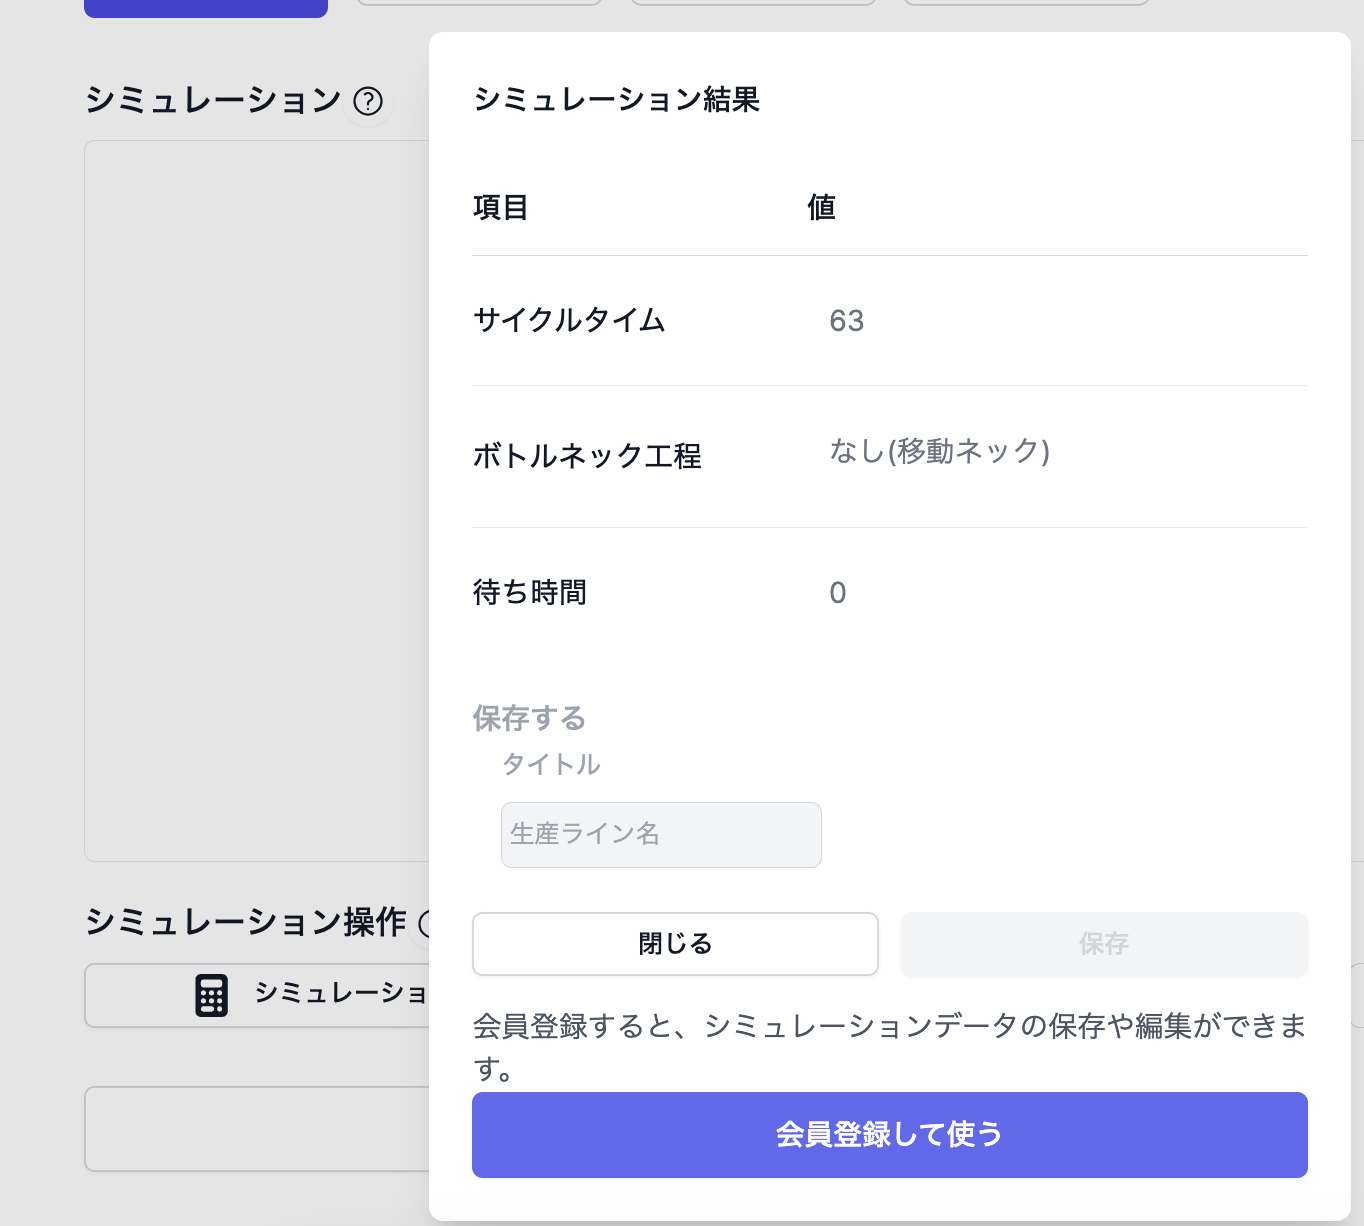 シミュレーション ?
シミュレーション結果
項目 値
サイクルタイム 63
ボトルネック工程 なし(移動ネック)
待ち時間 0
保存する
タイトル
生産ライン名
シミュレーション操作
閉じる 保存
シミュレーショ
会員登録すると、シミュレーションデータの保存や編集ができま
す。
会員登録して使う